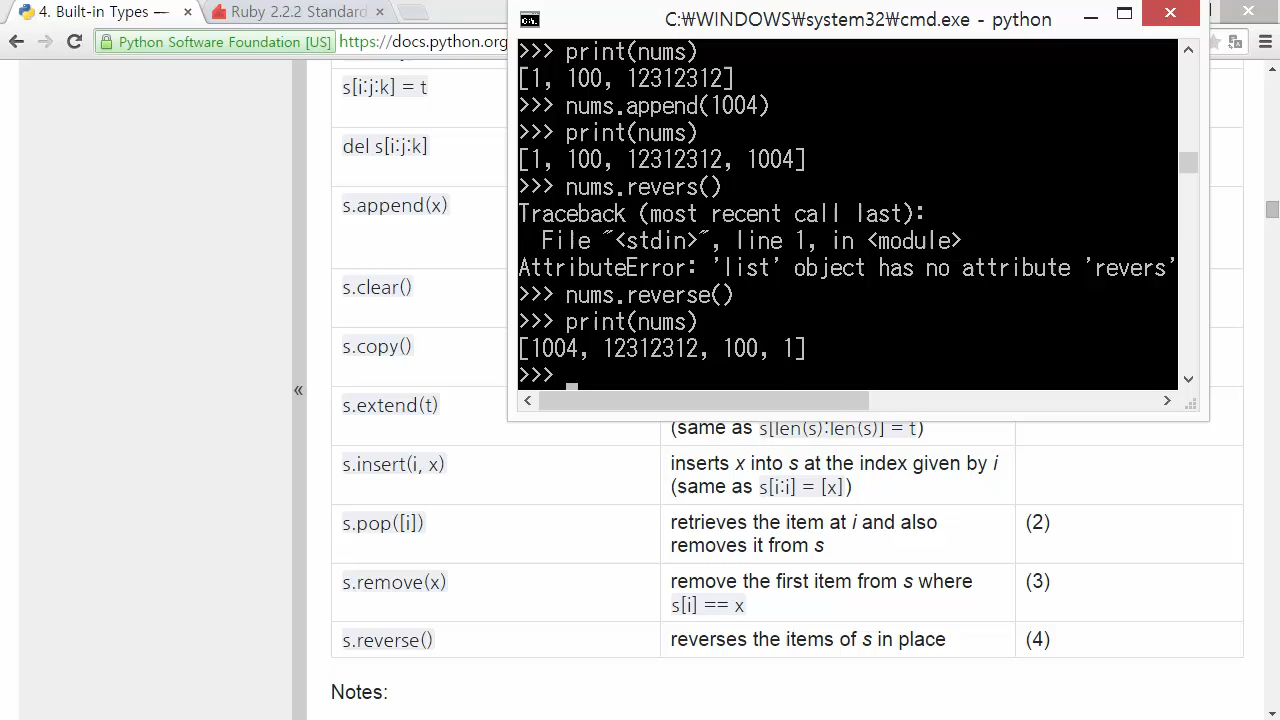 4. Built-in Types —
Ruby 2.2.2 Standard
C:₩WINDOWS₩system32₩cmd.exe - python
Python Software Foundation [US]
https://docs.python.org
>>> print(nums)
[1, 100, 12312312]
>>> nums.append(1004)
>>> print(nums)
[1, 100, 12312312, 1004]
>>> nums.revers()
Traceback (most recent call last):
File "<stdin>", line 1, in <module>
AttributeError: 'list' object has no attribute 'revers'
>>> nums.reverse()
>>> print(nums)
[1004, 12312312, 100, 1]
>>>
s[i:j:k] = t
del s[i:j:k]
s.append(x)
s.clear()
s.copy()
s.extend(t)
(same as s[len(s):len(s)] = t)
s.insert(i, x)
inserts x into s at the index given by i
(same as s[i:i] = [x])
s.pop([i])
retrieves the item at i and also
removes it from s
(2)
s.remove(x)
remove the first item from s where
s[i] == x
(3)
s.reverse()
reverses the items of s in place
(4)
Notes: